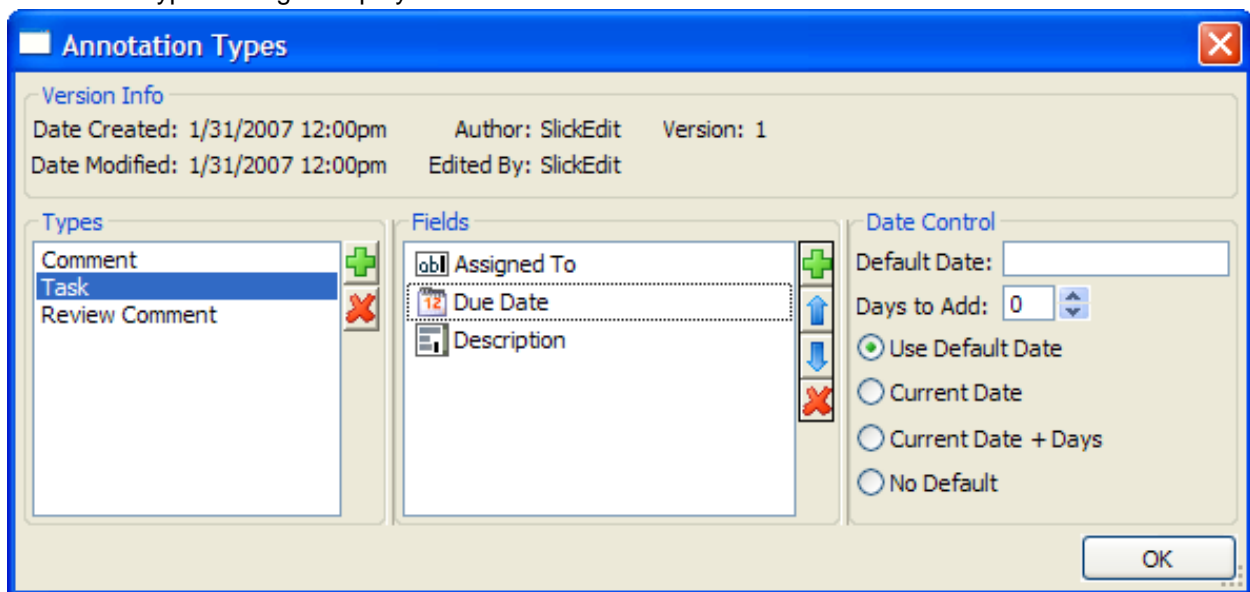 Annotation Types
Version Info
Date Created: 1/31/2007 12:00pm Author: SlickEdit Version: 1
Date Modified: 1/31/2007 12:00pm Edited By: SlickEdit
Types
Comment
Task
Review Comment
Fields
abl Assigned To
12 Due Date
Description
Date Control
Default Date:
Days to Add: 0
Use Default Date
Current Date
Current Date + Days
No Default
OK